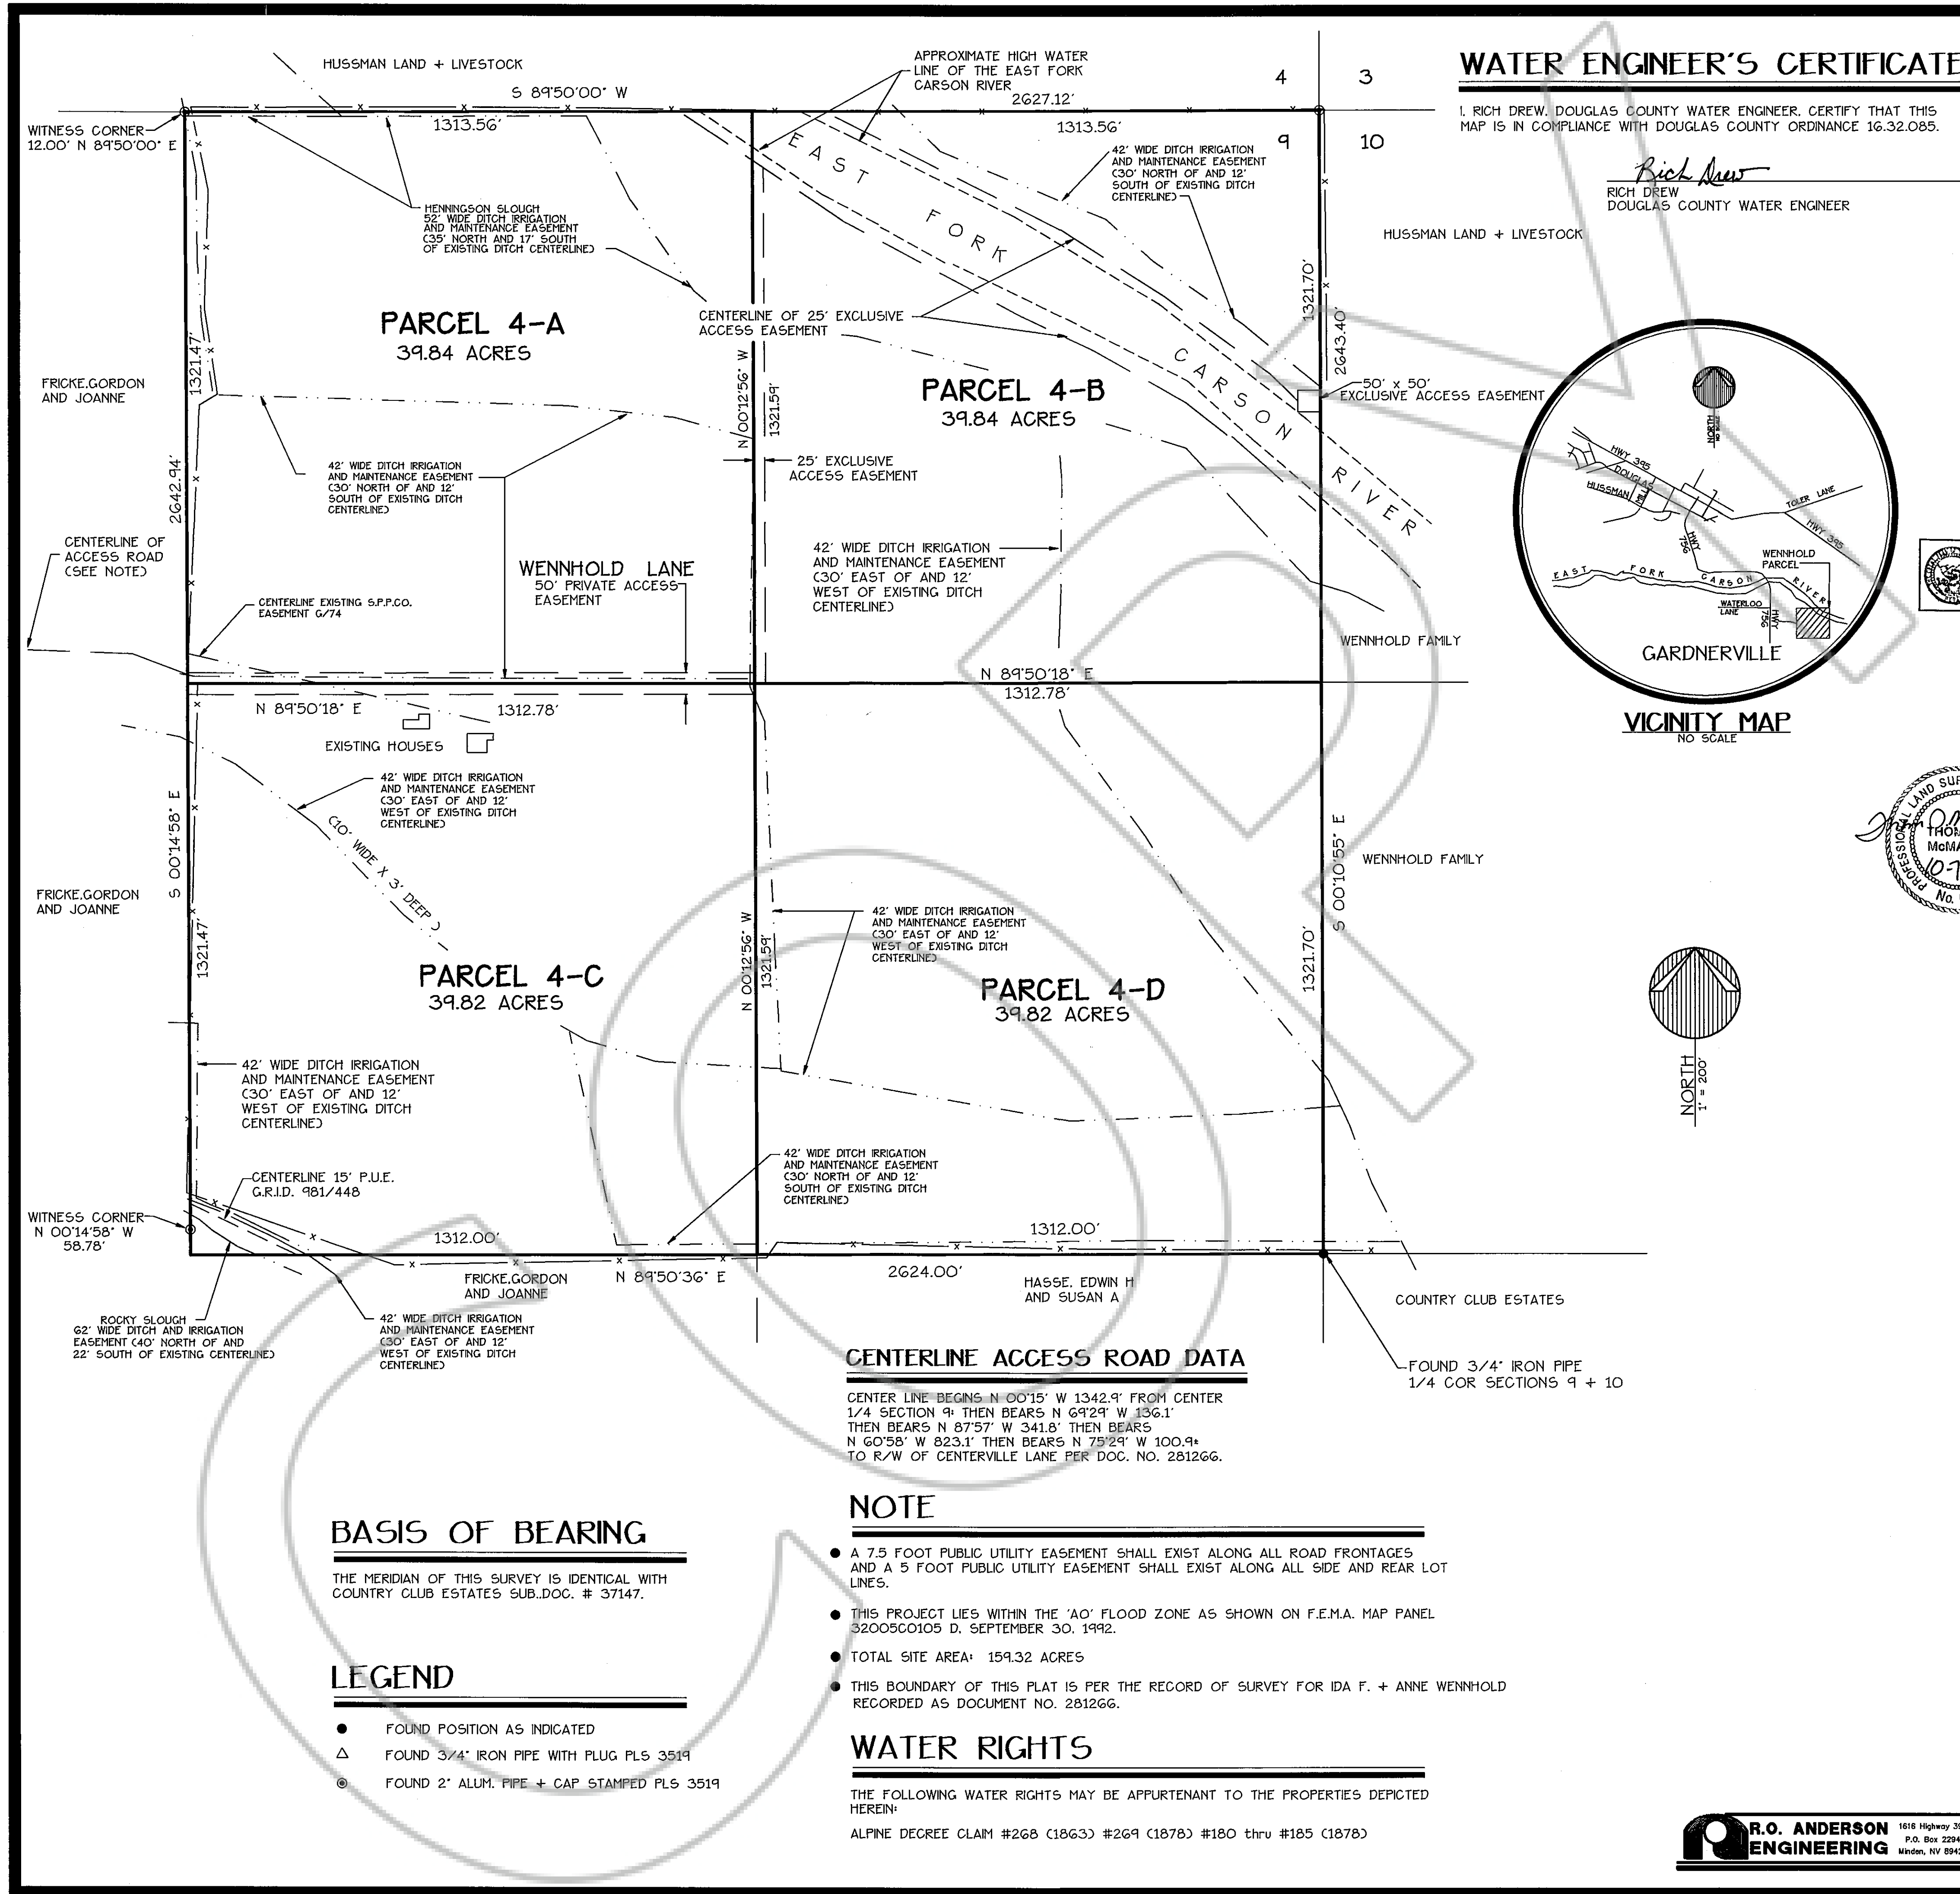 HUSSMAN LAND + LIVESTOCK
S 89°50'00" W
APPROXIMATE HIGH WATER
LINE OF THE EAST FORK
CARSON RIVER
2627.12'
4
3
9
10
WITNESS CORNER
12.00' N 89°50'00" E
1313.56'
1313.56'
42' WIDE DITCH IRRIGATION
AND MAINTENANCE EASEMENT
(30' NORTH OF AND 12'
SOUTH OF EXISTING DITCH
CENTERLINE)
WATER ENGINEER'S CERTIFICATE
I, RICH DREW, DOUGLAS COUNTY WATER ENGINEER, CERTIFY THAT THIS
MAP IS IN COMPLIANCE WITH DOUGLAS COUNTY ORDINANCE 16.32.085.
Rich Drew
RICH DREW
DOUGLAS COUNTY WATER ENGINEER
HUSSMAN LAND + LIVESTOCK
HENNINGSON SLOUGH
52' WIDE DITCH IRRIGATION
AND MAINTENANCE EASEMENT
(35' NORTH AND 17' SOUTH
OF EXISTING DITCH CENTERLINE)
EAST FORK CARSON RIVER
1321.70'
2643.40'
PARCEL 4-A
39.84 ACRES
CENTERLINE OF 25' EXCLUSIVE
ACCESS EASEMENT
1321.47'
FRICKE, GORDON
AND JOANNE
N 00°12'56" W
1321.59'
PARCEL 4-B
39.84 ACRES
50' x 50'
EXCLUSIVE ACCESS EASEMENT
2642.94'
42' WIDE DITCH IRRIGATION
AND MAINTENANCE EASEMENT
(30' NORTH OF AND 12'
SOUTH OF EXISTING DITCH
CENTERLINE)
25' EXCLUSIVE
ACCESS EASEMENT
CENTERLINE OF
ACCESS ROAD
(SEE NOTE)
WENNHOLD LANE
50' PRIVATE ACCESS
EASEMENT
42' WIDE DITCH IRRIGATION
AND MAINTENANCE EASEMENT
(30' EAST OF AND 12'
WEST OF EXISTING DITCH
CENTERLINE)
CENTERLINE EXISTING S.P.P.CO.
EASEMENT G/74
WENNHOLD FAMILY
N 89°50'18" E
1312.78'
N 89°50'18" E
1312.78'
EXISTING HOUSES
NORTH
HWY 395
DOUGLAS
HUSSMAN
TOLER LANE
HWY 395
HWY
756
WENNHOLD
PARCEL
EAST FORK CARSON RIVER
WATERLOO
LANE
HWY
756
GARDNERVILLE
VICINITY MAP
NO SCALE
42' WIDE DITCH IRRIGATION
AND MAINTENANCE EASEMENT
(30' EAST OF AND 12'
WEST OF EXISTING DITCH
CENTERLINE)
(10' WIDE X 3' DEEP)
S 00°14'58" E
S 00°10'55" E
WENNHOLD FAMILY
PROFESSIONAL LAND SUR
THOM
McMA
No.
FRICKE, GORDON
AND JOANNE
1321.47'
42' WIDE DITCH IRRIGATION
AND MAINTENANCE EASEMENT
(30' EAST OF AND 12'
WEST OF EXISTING DITCH
CENTERLINE)
N 00°12'56" W
1321.59'
1321.70'
PARCEL 4-C
39.82 ACRES
PARCEL 4-D
39.82 ACRES
NORTH
1" = 200'
42' WIDE DITCH IRRIGATION
AND MAINTENANCE EASEMENT
(30' EAST OF AND 12'
WEST OF EXISTING DITCH
CENTERLINE)
42' WIDE DITCH IRRIGATION
AND MAINTENANCE EASEMENT
(30' NORTH OF AND 12'
SOUTH OF EXISTING DITCH
CENTERLINE)
CENTERLINE 15' P.U.E.
G.R.I.D. 981/448
WITNESS CORNER
N 00°14'58" W
58.78'
1312.00'
1312.00'
FRICKE, GORDON
AND JOANNE
N 89°50'36" E
2624.00'
HASSE, EDWIN H
AND SUSAN A
COUNTRY CLUB ESTATES
ROCKY SLOUGH
62' WIDE DITCH AND IRRIGATION
EASEMENT (40' NORTH OF AND
22' SOUTH OF EXISTING CENTERLINE)
42' WIDE DITCH IRRIGATION
AND MAINTENANCE EASEMENT
(30' EAST OF AND 12'
WEST OF EXISTING DITCH
CENTERLINE)
FOUND 3/4" IRON PIPE
1/4 COR SECTIONS 9 + 10
CENTERLINE ACCESS ROAD DATA
CENTER LINE BEGINS N 00°15' W 1342.9' FROM CENTER
1/4 SECTION 9: THEN BEARS N 69°29' W 136.1'
THEN BEARS N 87°57' W 341.8' THEN BEARS
N 60°58' W 823.1' THEN BEARS N 75°29' W 100.9±
TO R/W OF CENTERVILLE LANE PER DOC. NO. 281266.
BASIS OF BEARING
THE MERIDIAN OF THIS SURVEY IS IDENTICAL WITH
COUNTRY CLUB ESTATES SUB..DOC. # 37147.
NOTE
● A 7.5 FOOT PUBLIC UTILITY EASEMENT SHALL EXIST ALONG ALL ROAD FRONTAGES
AND A 5 FOOT PUBLIC UTILITY EASEMENT SHALL EXIST ALONG ALL SIDE AND REAR LOT
LINES.
● THIS PROJECT LIES WITHIN THE 'AO' FLOOD ZONE AS SHOWN ON F.E.M.A. MAP PANEL
32005C0105 D, SEPTEMBER 30, 1992.
● TOTAL SITE AREA: 159.32 ACRES
● THIS BOUNDARY OF THIS PLAT IS PER THE RECORD OF SURVEY FOR IDA F. + ANNE WENNHOLD
RECORDED AS DOCUMENT NO. 281266.
LEGEND
FOUND POSITION AS INDICATED
FOUND 3/4" IRON PIPE WITH PLUG PLS 3519
FOUND 2" ALUM. PIPE + CAP STAMPED PLS 3519
WATER RIGHTS
THE FOLLOWING WATER RIGHTS MAY BE APPURTENANT TO THE PROPERTIES DEPICTED
HEREIN:
ALPINE DECREE CLAIM #268 (1863) #269 (1878) #180 thru #185 (1878)
R.O. ANDERSON
ENGINEERING
1616 Highway 39
P.O. Box 2294
Minden, NV 8942
COPY